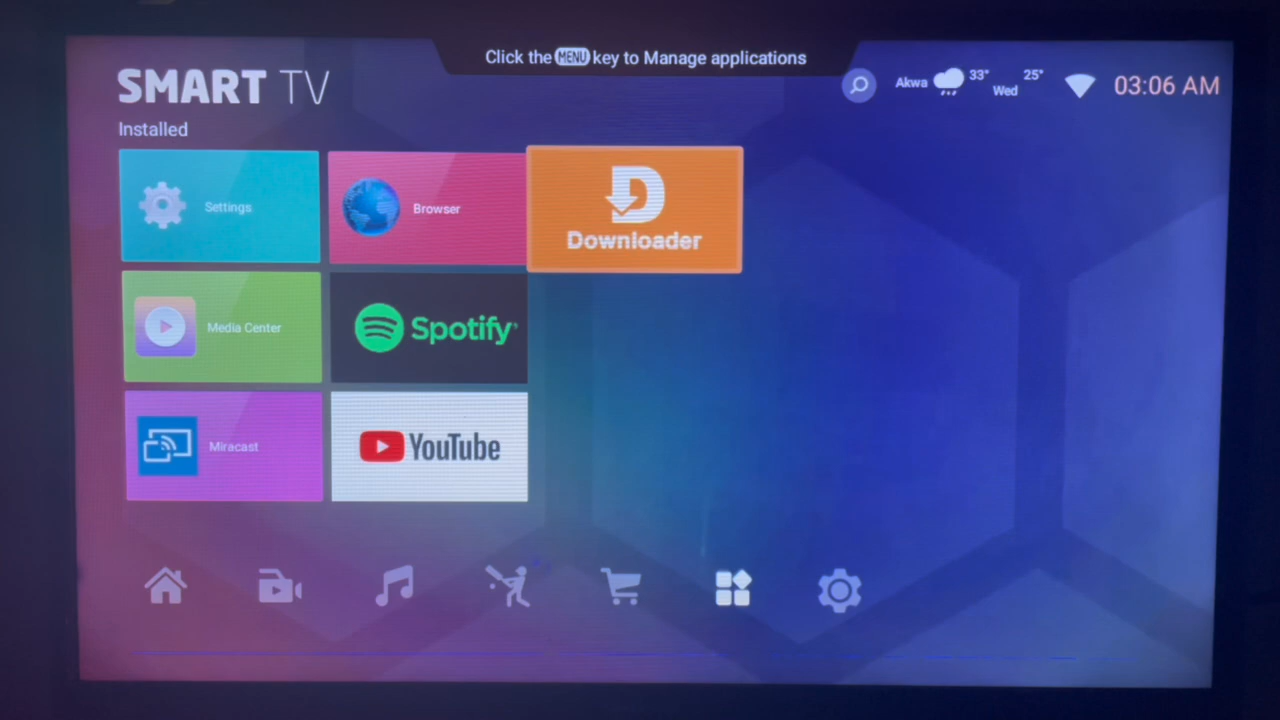 Click the MENU key to Manage applications
SMART TV
Akwa 33° Wed 25° 03:06 AM
Installed
Settings
Browser
Downloader
Media Center
Spotify
Miracast
YouTube